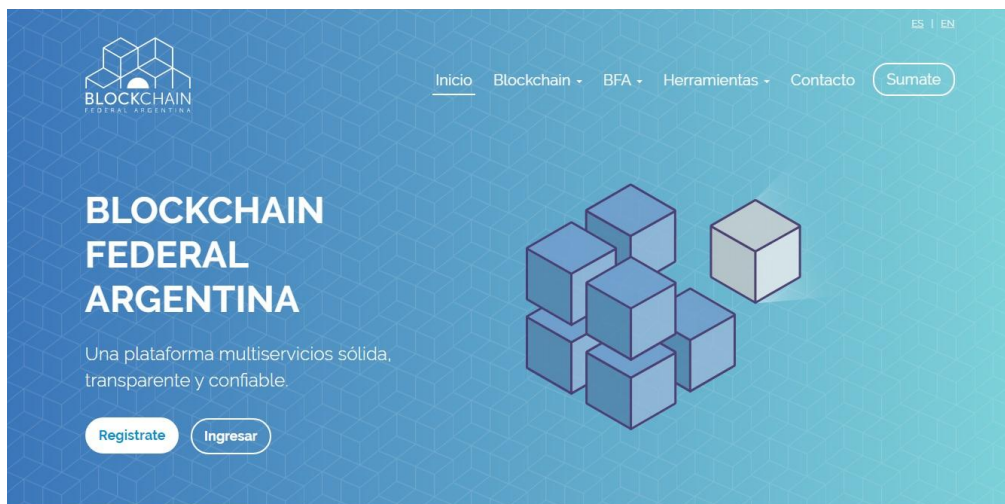 ES | EN
BLOCKCHAIN
FEDERAL ARGENTINA
Inicio Blockchain BFA Herramientas Contacto Sumate
BLOCKCHAIN
FEDERAL
ARGENTINA
Una plataforma multiservicios sólida,
transparente y confiable.
Registrate Ingresar